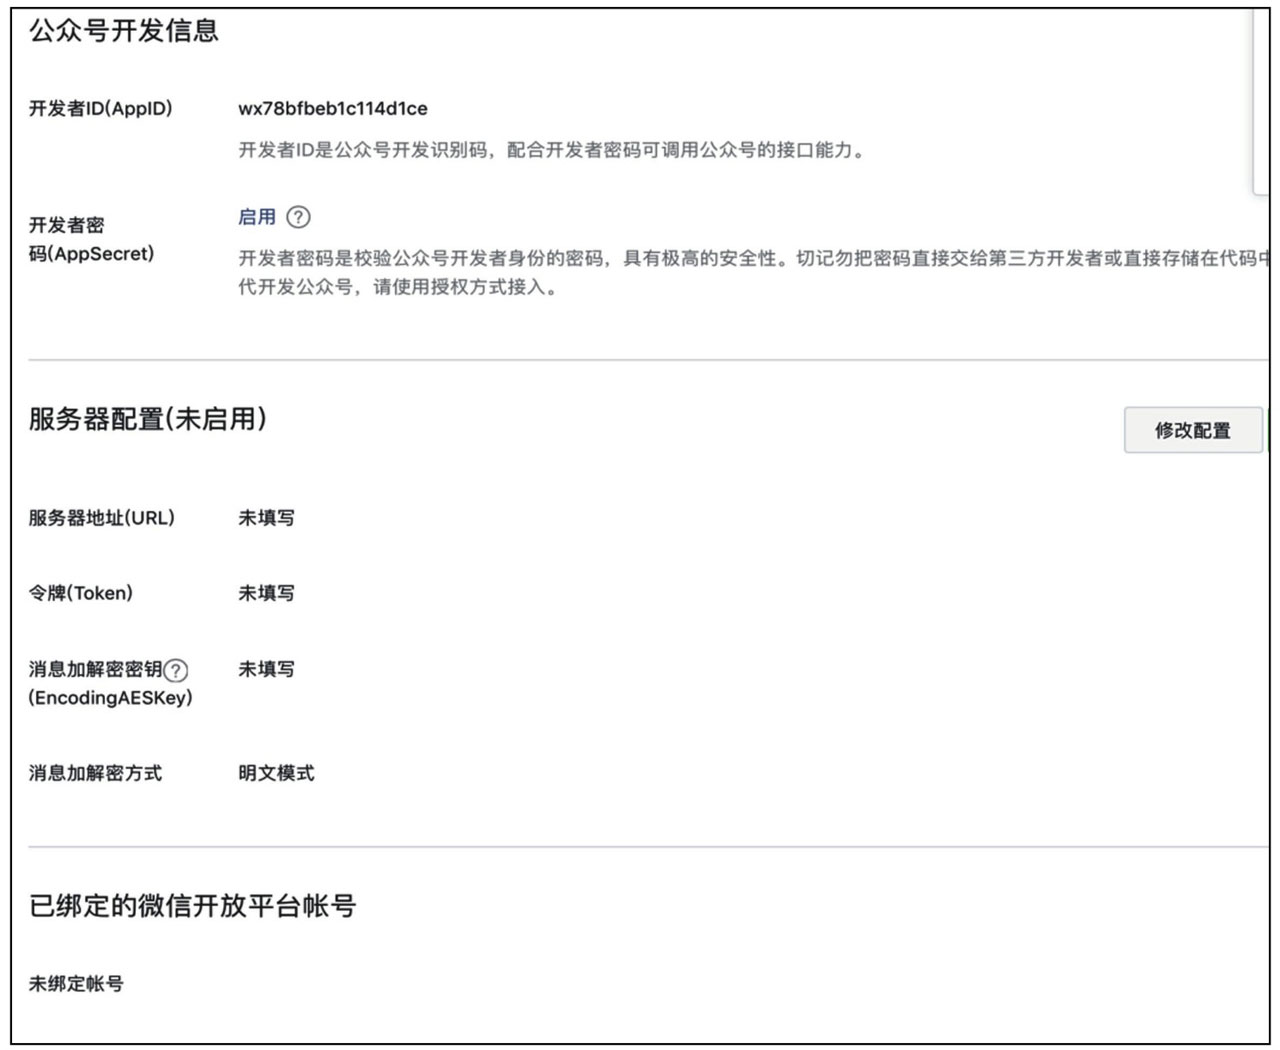 公众号开发信息
开发者ID(AppID)
wx78bfbeb1c114d1ce
开发者ID是公众号开发识别码，配合开发者密码可调用公众号的接口能力。
开发者密
码(AppSecret)
启用 ?
开发者密码是校验公众号开发者身份的密码，具有极高的安全性。切记勿把密码直接交给第三方开发者或直接存储在代码中
代开发公众号，请使用授权方式接入。
服务器配置(未启用)
修改配置
服务器地址(URL)
未填写
令牌(Token)
未填写
消息加解密密钥?
(EncodingAESKey)
未填写
消息加解密方式
明文模式
已绑定的微信开放平台帐号
未绑定帐号